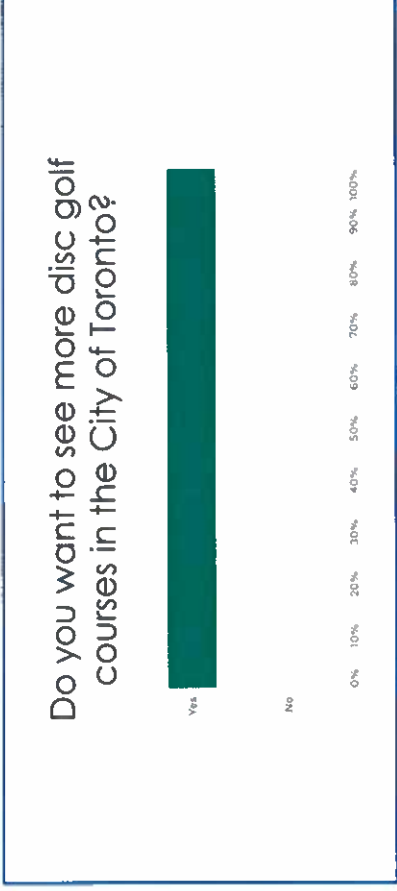 Do you want to see more disc golf
courses in the City of Toronto?
Yes
No
0% 10% 20% 30% 40% 50% 60% 70% 80% 90% 100%